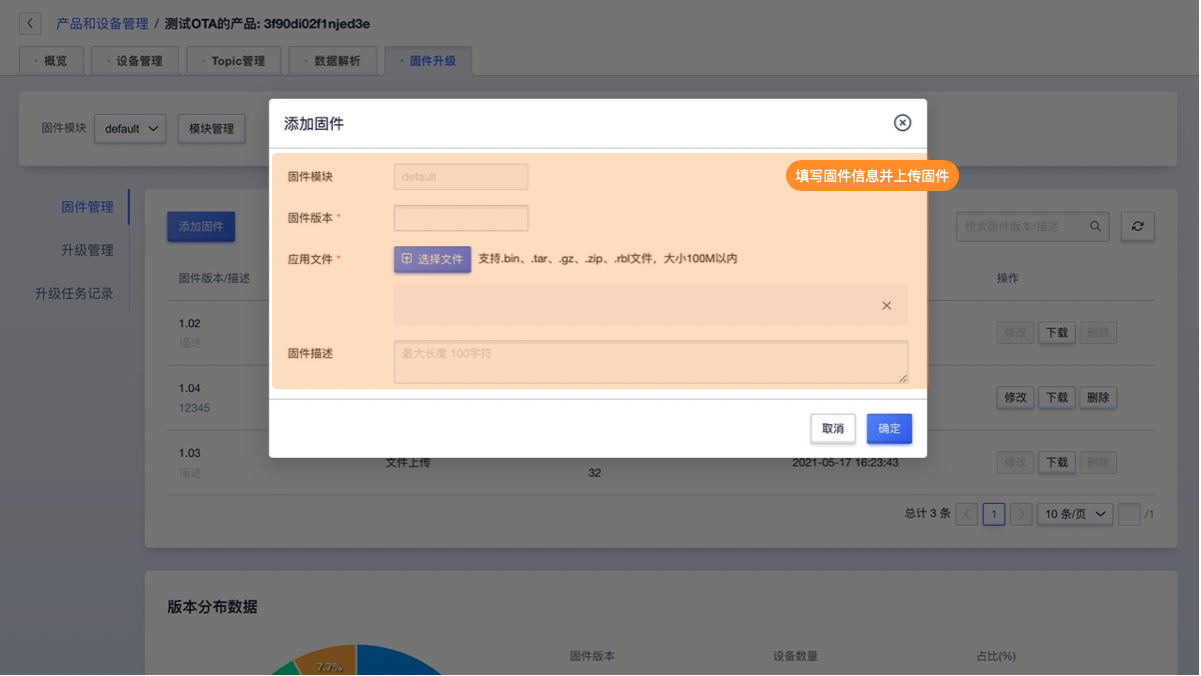 产品和设备管理 / 测试OTA的产品: 3f90di02f1njed3e
概览 设备管理 Topic管理 数据解析 固件升级
固件模块 default 模块管理
添加固件
填写固件信息并上传固件
固件模块 default
固件版本 *
应用文件 * 选择文件 支持.bin、.tar、.gz、.zip、.rbl文件，大小100M以内
固件描述 最大长度 100字符
取消 确定
固件管理
升级管理
升级任务记录
添加固件 检索固件版本/描述
固件版本/描述 操作
1.02
描述
修改 下载 删除
1.04
12345
修改 下载 删除
1.03
描述
文件上传 32 2021-05-17 16:23:43 修改 下载 删除
总计 3 条 1 10 条/页 /1
版本分布数据
7.7%
固件版本 设备数量 占比(%)